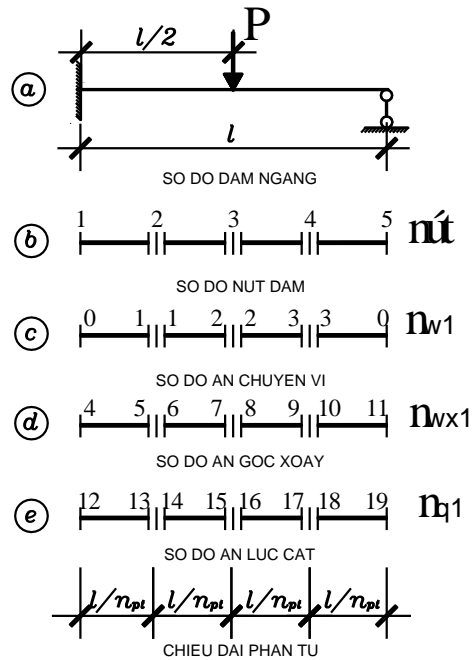 l/2 P
a
l
SO DO DAM NGANG
1 2 3 4 5 nút
b
SO DO NUT DAM
0 1 1 2 2 3 3 0 nw1
c
SO DO AN CHUYEN VI
4 5 6 7 8 9 10 11 nwx1
d
SO DO AN GOC XOAY
12 13 14 15 16 17 18 19 nq1
e
SO DO AN LUC CAT
l/npt l/npt l/npt l/npt
CHIEU DAI PHAN TU